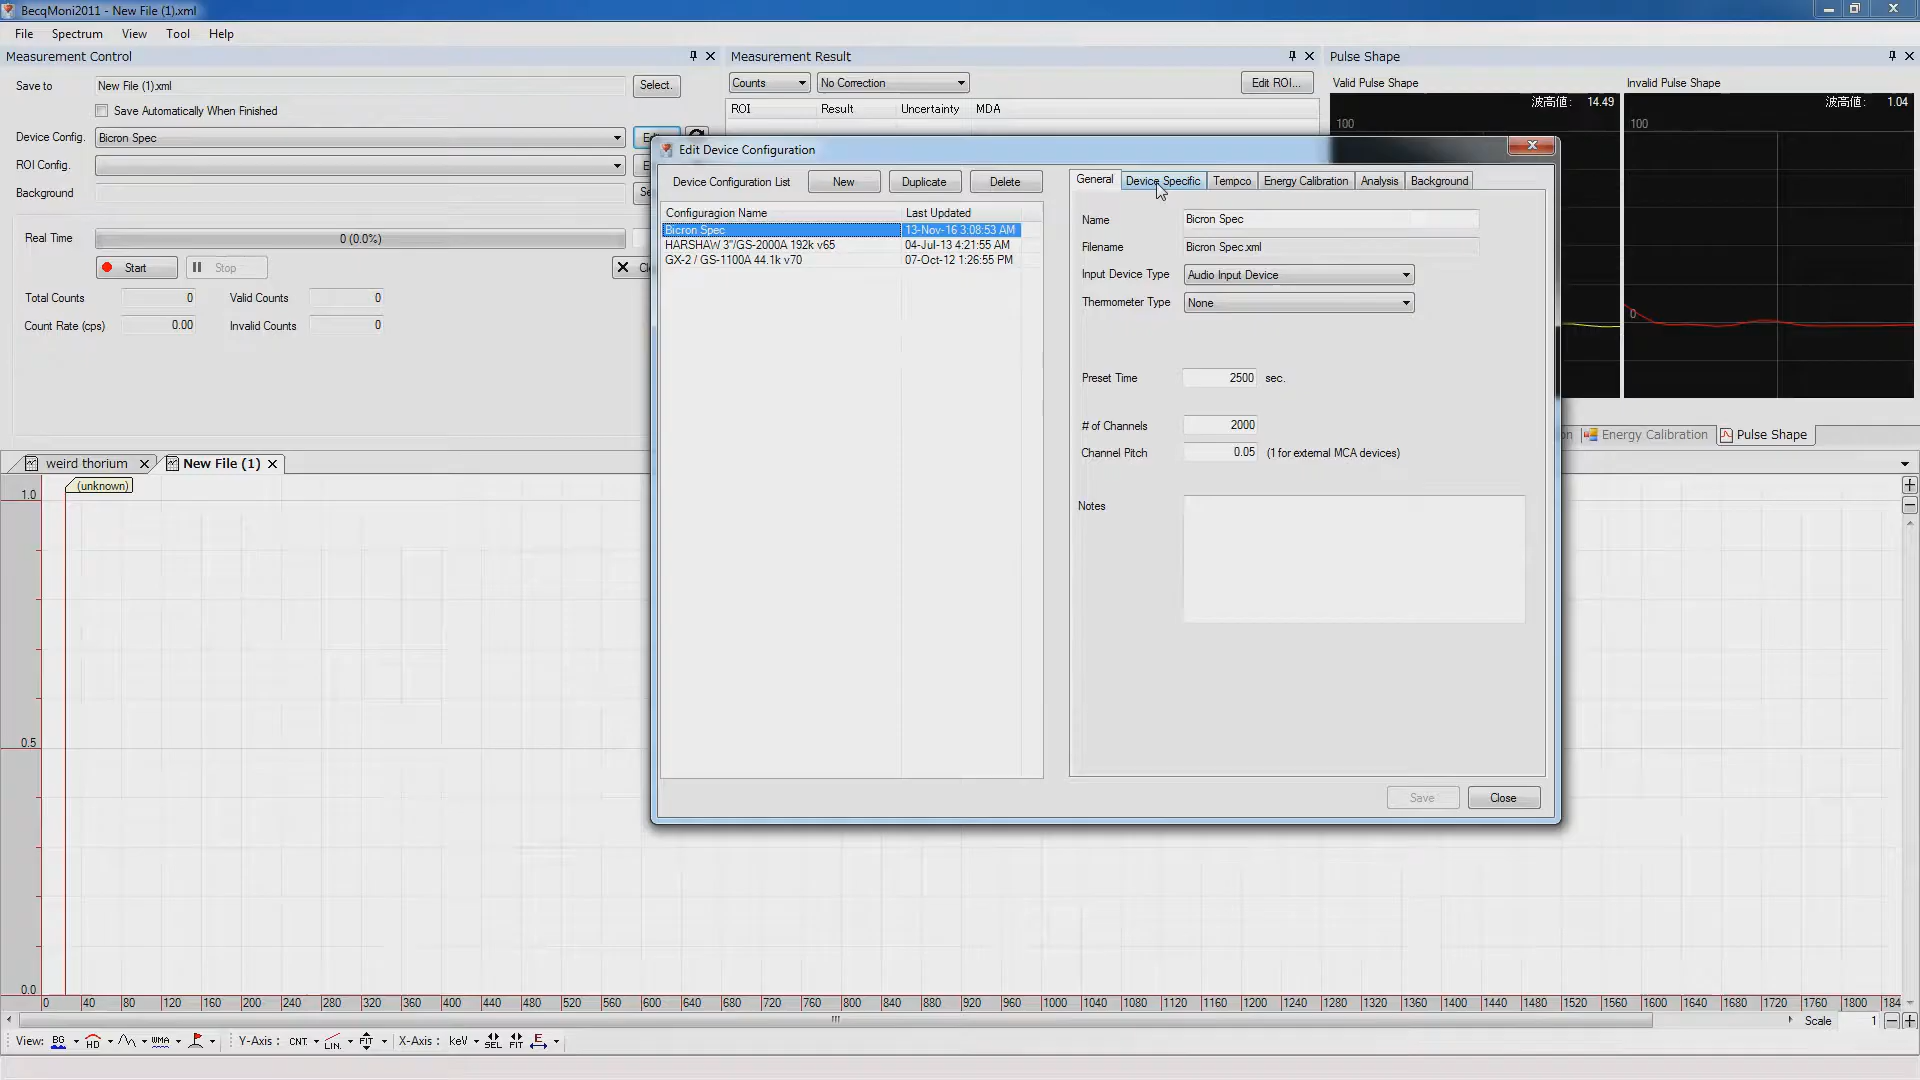 BecqMoni2011 - New File (1).xml
File Spectrum View Tool Help
Measurement Control
Save to New File (1).xml Select.
Save Automatically When Finished
Device Config. Bicron Spec
ROI Config.
Background
Real Time 0 (0.0%)
Start Stop
Total Counts 0 Valid Counts 0
Count Rate (cps) 0.00 Invalid Counts 0
Measurement Result
Counts No Correction Edit ROI...
ROI Result Uncertainty MDA
Pulse Shape
Valid Pulse Shape Invalid Pulse Shape
波高値: 14.49 波高値: 1.04
100 100
0
Energy Calibration Pulse Shape
Edit Device Configuration
Device Configuration List New Duplicate Delete
Configuragion Name Last Updated
Bicron Spec 13-Nov-16 3:08:53 AM
HARSHAW 3"/GS-2000A 192k v65 04-Jul-13 4:21:55 AM
GX-2 / GS-1100A 44.1k v70 07-Oct-12 1:26:55 PM
General Device Specific Tempco Energy Calibration Analysis Background
Name Bicron Spec
Filename Bicron Spec.xml
Input Device Type Audio Input Device
Thermometer Type None
Preset Time 2500 sec.
# of Channels 2000
Channel Pitch 0.05 (1 for external MCA devices)
Notes
Save Close
weird thorium New File (1)
(unknown)
1.0
0.5
0.0
0 40 80 120 160 200 240 280 320 360 400 440 480 520 560 600 640 680 720 760 800 840 880 920 960 1000 1040 1080 1120 1160 1200 1240 1280 1320 1360 1400 1440 1480 1520 1560 1600 1640 1680 1720 1760 1800 184
Scale 1
View: BG HD WMA Y-Axis : CNT LIN. FIT X-Axis : keV SEL FIT E